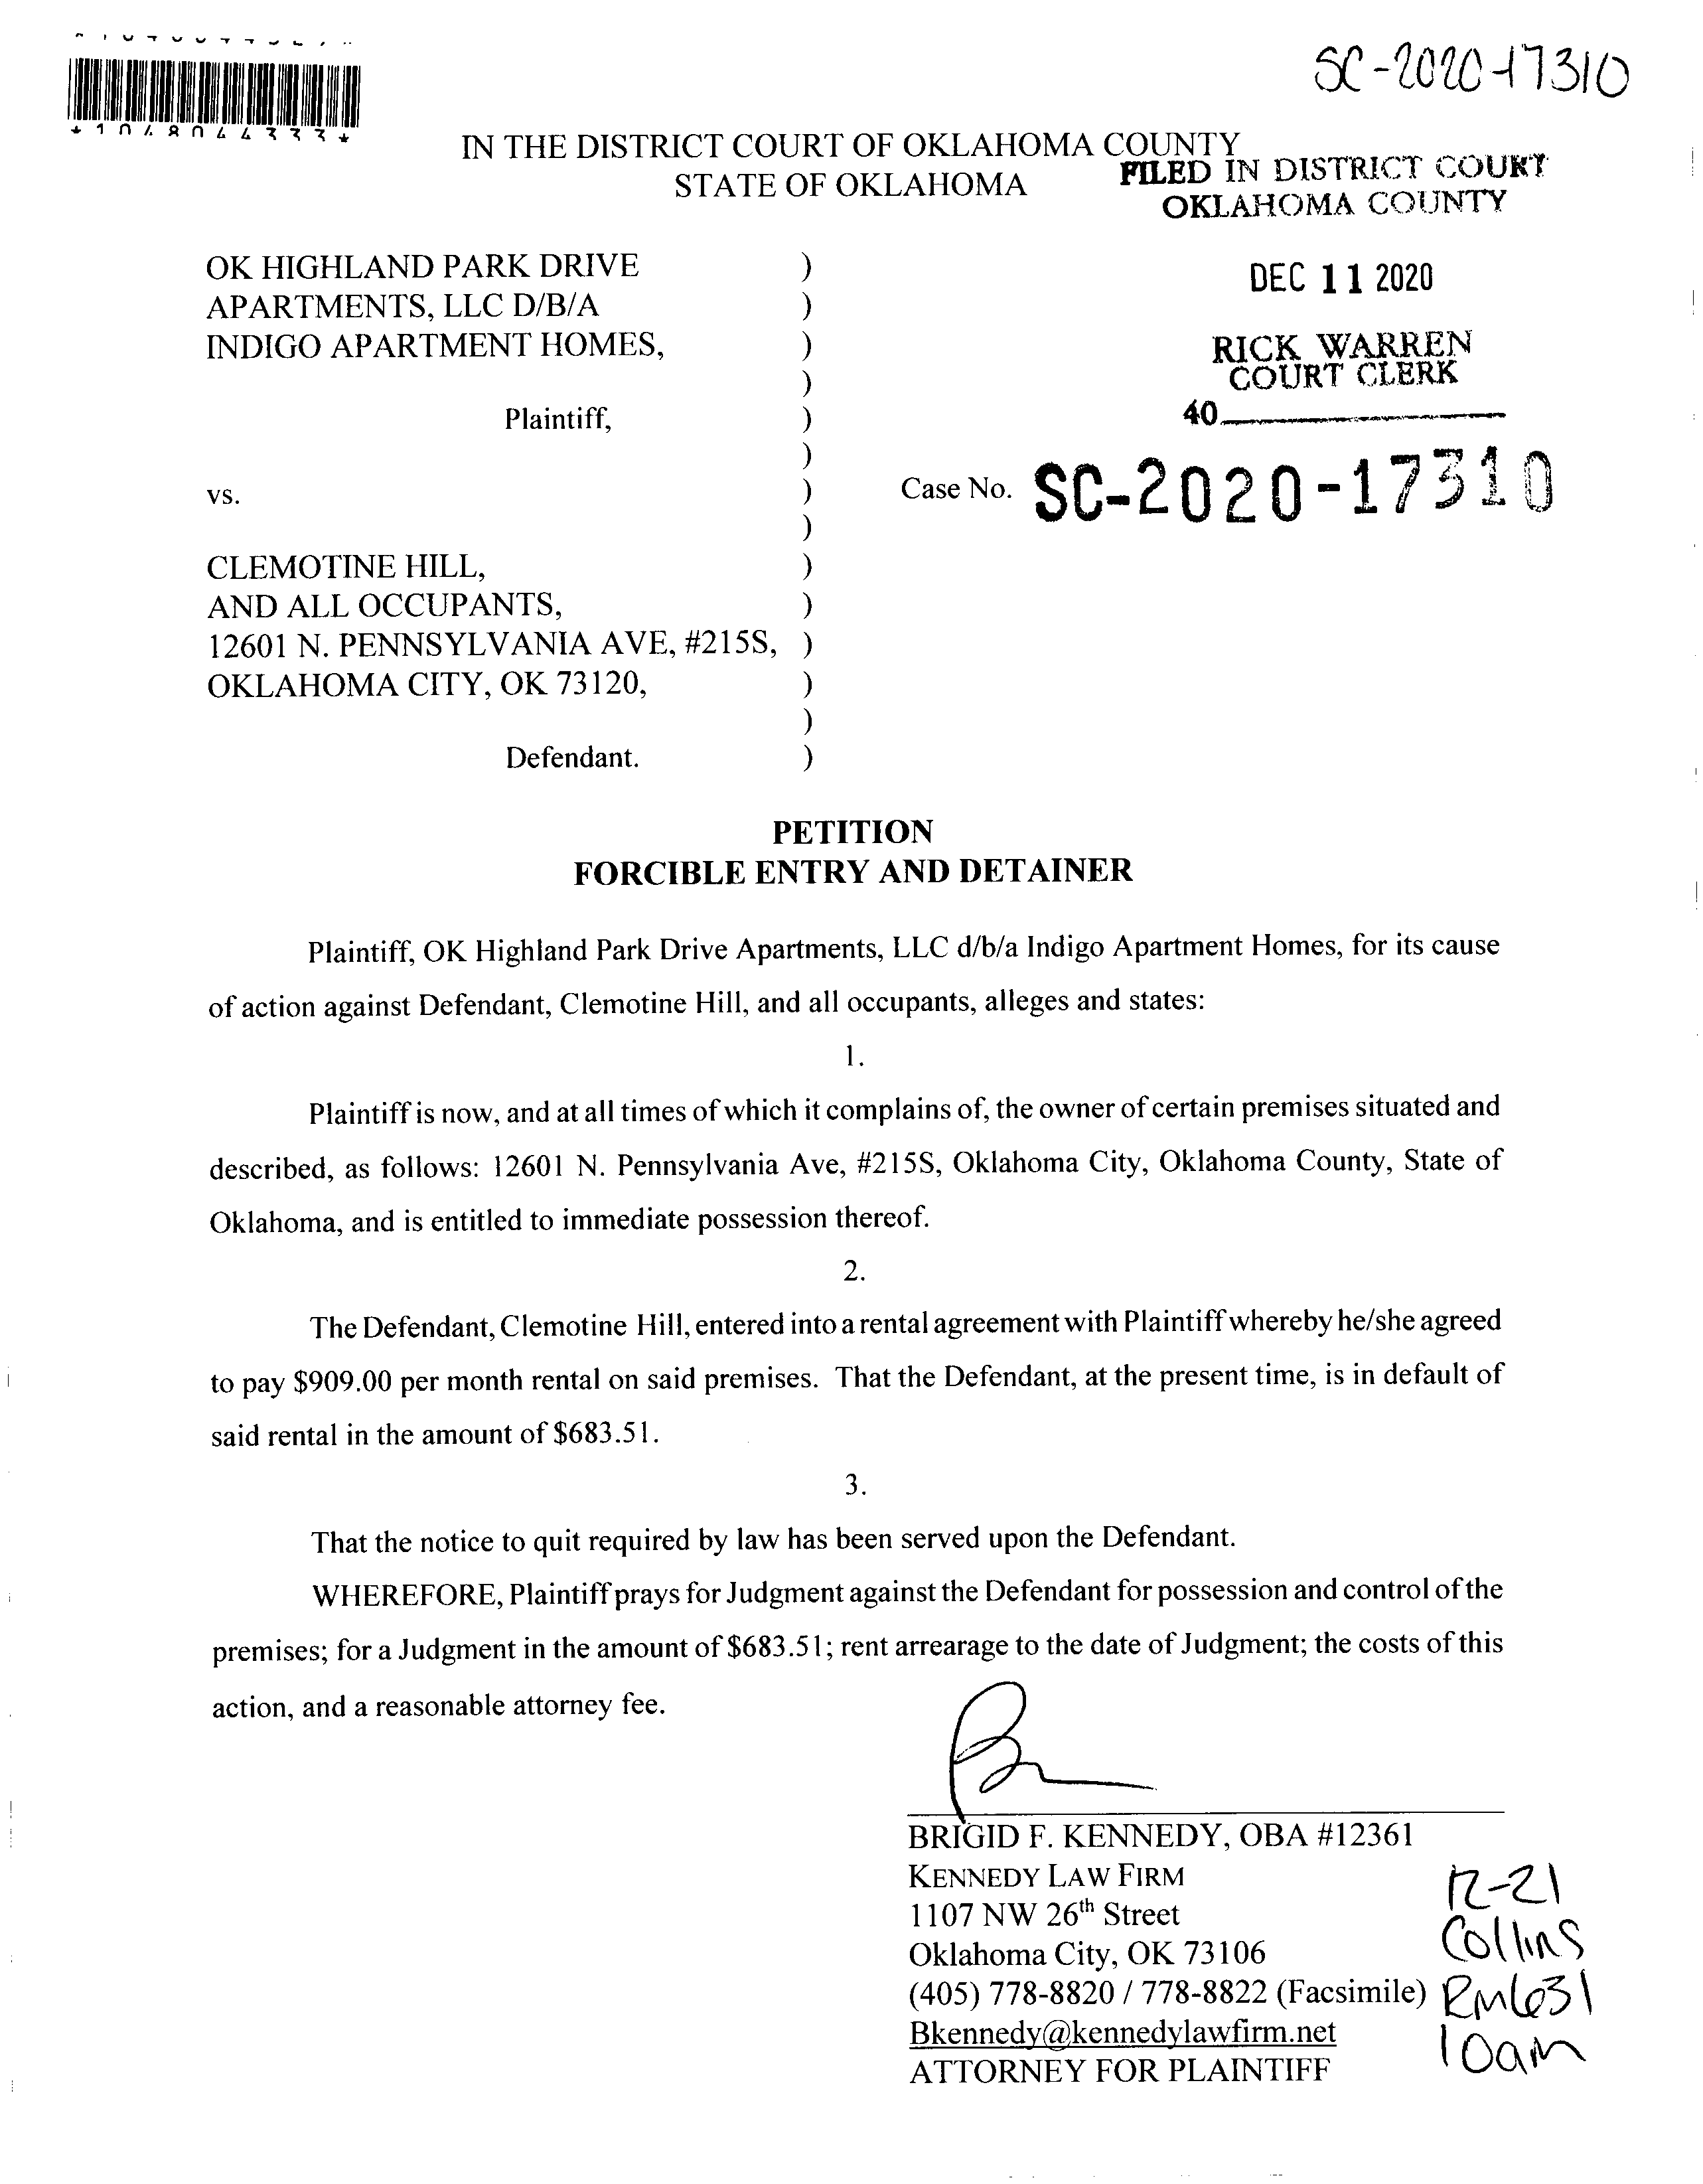 SC-2020-17310
*1048044333*
IN THE DISTRICT COURT OF OKLAHOMA COUNTY
STATE OF OKLAHOMA
FILED IN DISTRICT COURT
OKLAHOMA COUNTY
DEC 11 2020
RICK WARREN
COURT CLERK
40
OK HIGHLAND PARK DRIVE )
APARTMENTS, LLC D/B/A )
INDIGO APARTMENT HOMES, )
)
Plaintiff, )
)
vs. ) Case No. SC-2020-17310
)
CLEMOTINE HILL, )
AND ALL OCCUPANTS, )
12601 N. PENNSYLVANIA AVE, #215S, )
OKLAHOMA CITY, OK 73120, )
)
Defendant. )
PETITION
FORCIBLE ENTRY AND DETAINER
Plaintiff, OK Highland Park Drive Apartments, LLC d/b/a Indigo Apartment Homes, for its cause
of action against Defendant, Clemotine Hill, and all occupants, alleges and states:
1.
Plaintiff is now, and at all times of which it complains of, the owner of certain premises situated and
described, as follows: 12601 N. Pennsylvania Ave, #215S, Oklahoma City, Oklahoma County, State of
Oklahoma, and is entitled to immediate possession thereof.
2.
The Defendant, Clemotine Hill, entered into a rental agreement with Plaintiff whereby he/she agreed
to pay $909.00 per month rental on said premises. That the Defendant, at the present time, is in default of
said rental in the amount of $683.51.
3.
That the notice to quit required by law has been served upon the Defendant.
WHEREFORE, Plaintiff prays for Judgment against the Defendant for possession and control of the
premises; for a Judgment in the amount of $683.51; rent arrearage to the date of Judgment; the costs of this
action, and a reasonable attorney fee.
BRIGID F. KENNEDY, OBA #12361
KENNEDY LAW FIRM
1107 NW 26th Street
Oklahoma City, OK 73106
(405) 778-8820 / 778-8822 (Facsimile)
Bkennedy@kennedylawfirm.net
ATTORNEY FOR PLAINTIFF
12-21
Collins
Rm631
10am